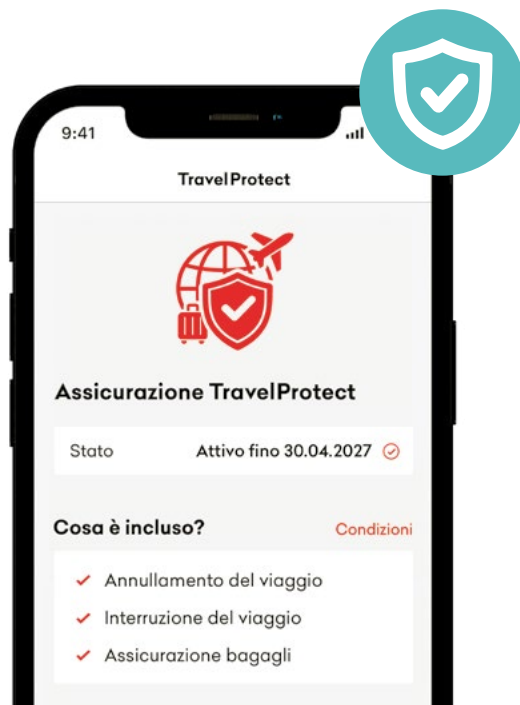 9:41
TravelProtect
Assicurazione TravelProtect
Stato Attivo fino 30.04.2027
Cosa è incluso? Condizioni
Annullamento del viaggio
Interruzione del viaggio
Assicurazione bagagli